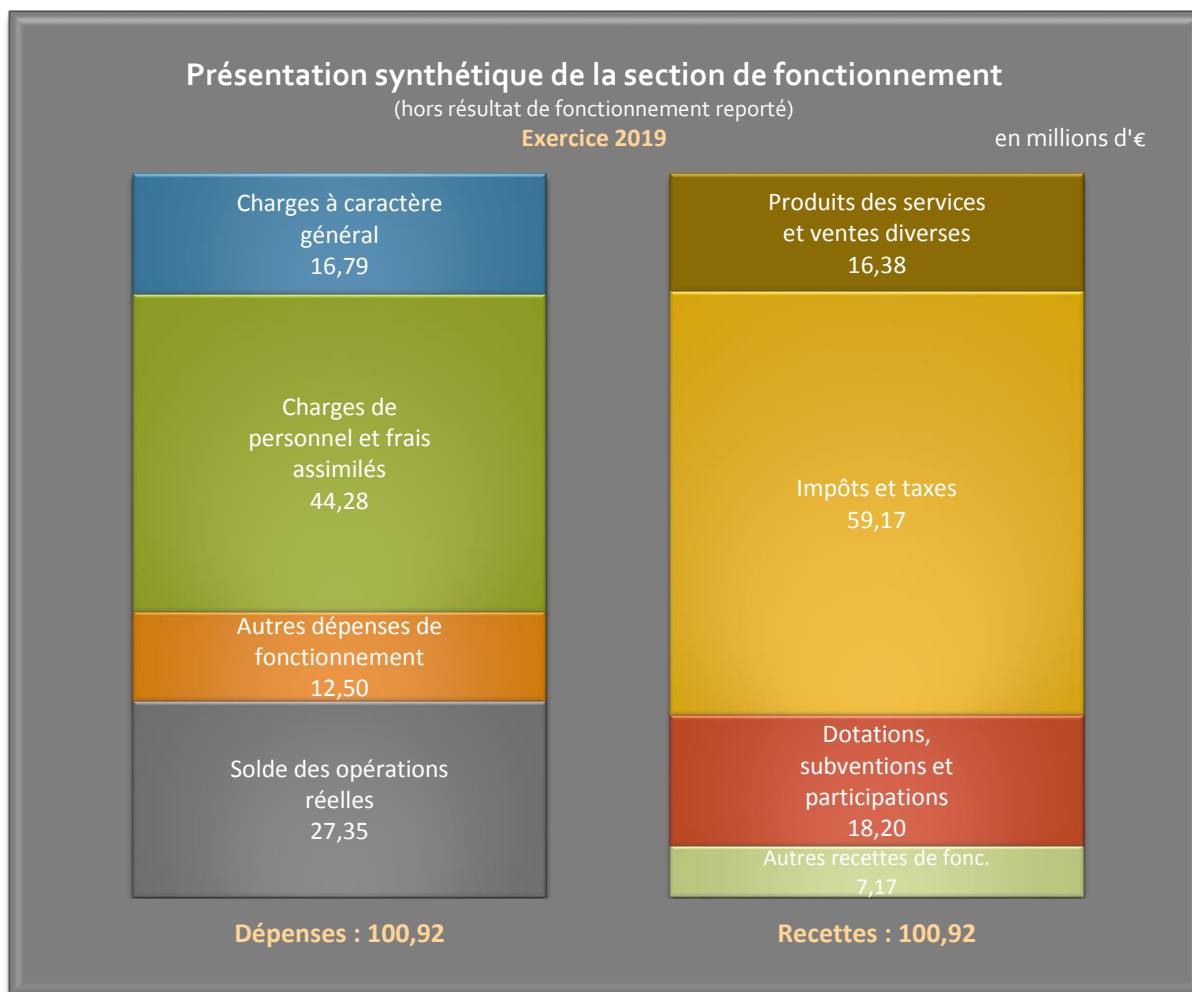 Présentation synthétique de la section de fonctionnement
(hors résultat de fonctionnement reporté)
Exercice 2019
en millions d'€
Charges à caractère
général
16,79
Charges de
personnel et frais
assimilés
44,28
Autres dépenses de
fonctionnement
12,50
Solde des opérations
réelles
27,35
Dépenses : 100,92
Produits des services
et ventes diverses
16,38
Impôts et taxes
59,17
Dotations,
subventions et
participations
18,20
Autres recettes de fonc.
7,17
Recettes : 100,92